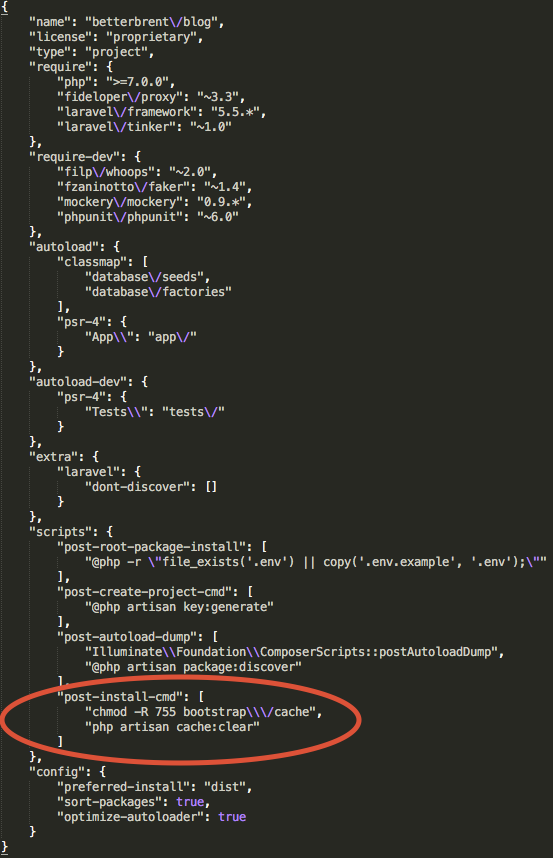 {
"name": "betterbrent\/blog",
"license": "proprietary",
"type": "project",
"require": {
"php": ">=7.0.0",
"fideloper\/proxy": "~3.3",
"laravel\/framework": "5.5.*",
"laravel\/tinker": "~1.0"
},
"require-dev": {
"filp\/whoops": "~2.0",
"fzaninotto\/faker": "~1.4",
"mockery\/mockery": "0.9.*",
"phpunit\/phpunit": "~6.0"
},
"autoload": {
"classmap": [
"database\/seeds",
"database\/factories"
],
"psr-4": {
"App\\": "app\/"
}
},
"autoload-dev": {
"psr-4": {
"Tests\\": "tests\/"
}
},
"extra": {
"laravel": {
"dont-discover": []
}
},
"scripts": {
"post-root-package-install": [
"@php -r \"file_exists('.env') || copy('.env.example', '.env');\""
],
"post-create-project-cmd": [
"@php artisan key:generate"
],
"post-autoload-dump": [
"Illuminate\\Foundation\\ComposerScripts::postAutoloadDump",
"@php artisan package:discover"
],
"post-install-cmd": [
"chmod -R 755 bootstrap\\\/cache",
"php artisan cache:clear"
]
},
"config": {
"preferred-install": "dist",
"sort-packages": true,
"optimize-autoloader": true
}
}